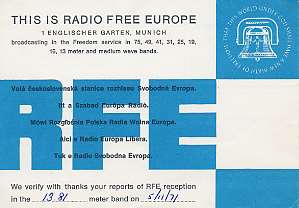 THIS IS RADIO FREE EUROPE
1 ENGLISCHER GARTEN, MUNICH
broadcasting in the Freedom service in 75, 49, 41, 31, 25, 19,
16, 13 meter and medium wave bands.
Volá československá stanice rozhlasu Svobodná Evropa.
Itt a Szabad Európa Rádió.
Mówi Rozgłośnia Polska Radia Wolna Europa.
Aici e Radio Europa Liberă.
Tuk e Radio Svobodna Evropa.
RFE
We verify with thanks your reports of RFE reception
in the 13.81 meter band on 5/11/71